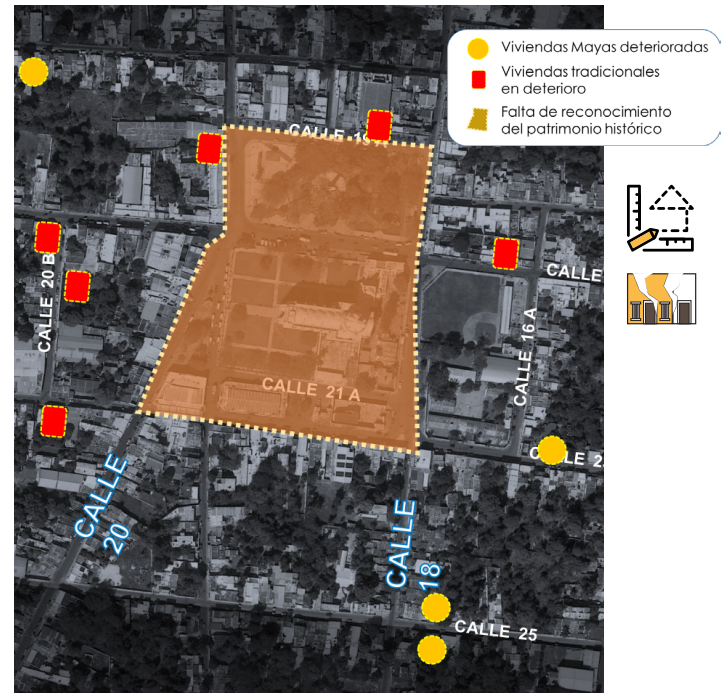 Viviendas Mayas deterioradas
Viviendas tradicionales
en deterioro
Falta de reconocimiento
del patrimonio histórico
CALLE
CALLE
CALLE 20 B
CALLE 16 A
CALLE 21 A
CALLE
20
CALLE
18
CALLE 25